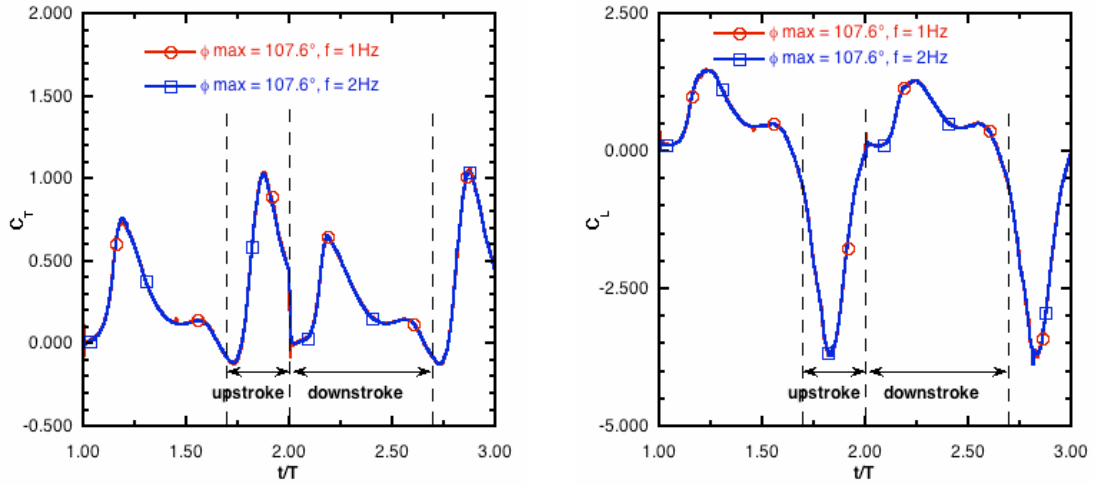 2.000
1.500
1.000
0.500
0.000
-0.500
C_T
ϕ max = 107.6°, f = 1Hz
ϕ max = 107.6°, f = 2Hz
upstroke
downstroke
1.00
1.50
2.00
2.50
3.00
t/T
2.500
0.000
-2.500
-5.000
C_L
ϕ max = 107.6°, f = 1Hz
ϕ max = 107.6°, f = 2Hz
upstroke
downstroke
1.00
1.50
2.00
2.50
3.00
t/T